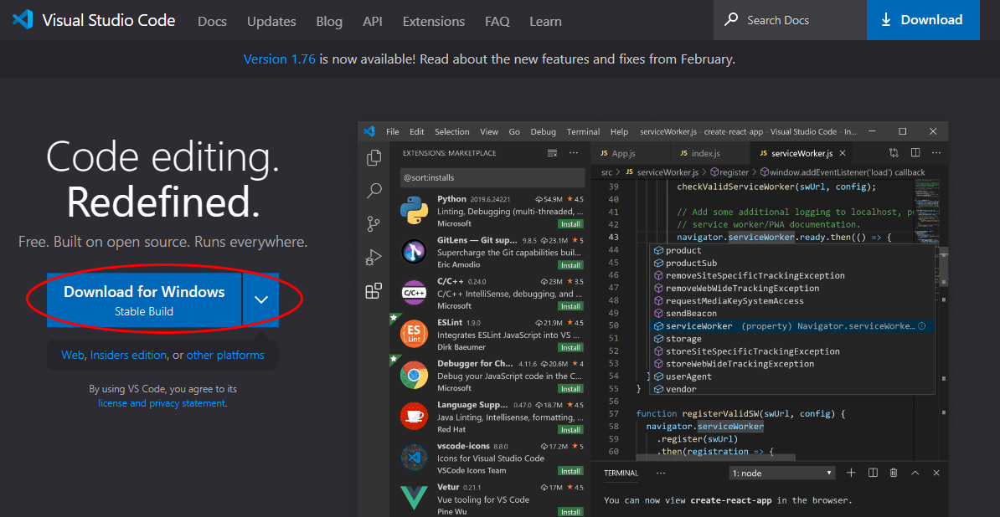 Visual Studio Code Docs Updates Blog API Extensions FAQ Learn Search Docs Download
Version 1.76 is now available! Read about the new features and fixes from February.
Code editing.
Redefined.
Free. Built on open source. Runs everywhere.
Download for Windows
Stable Build
Web, Insiders edition, or other platforms
By using VS Code, you agree to its
license and privacy statement.
File Edit Selection View Go Debug Terminal Help serviceWorker.js - create-react-app - Visual Studio Code - In...
EXTENSIONS: MARKETPLACE
@sort:installs
Python 2019.6.24221 54.9M 4.5
Linting, Debugging (multi-threaded, ...
Microsoft Install
GitLens — Git sup... 9.8.5 23.1M 5
Supercharge the Git capabilities buil...
Eric Amodio Install
C/C++ 0.24.0 23M 3.5
C/C++ IntelliSense, debugging, and ...
Microsoft Install
ESLint 1.9.0 21.9M 4.5
Integrates ESLint JavaScript into VS ...
Dirk Baeumer Install
Debugger for Ch... 4.11.6 20.6M 4
Debug your JavaScript code in the C...
Microsoft Install
Language Supp... 0.47.0 18.7M 4.5
Java Linting, Intellisense, formatting, ...
Red Hat Install
vscode-icons 8.8.0 17.2M 5
Icons for Visual Studio Code
VSCode Icons Team Install
Vetur 0.21.1 17M 4.5
Vue tooling for VS Code
Pine Wu Install
C/C++
ES
Lint
JS App.js JS index.js JS serviceWorker.js
src > JS serviceWorker.js > register > window.addEventListener('load') callback
39 checkValidServiceWorker(swUrl, config);
40
41 // Add some additional logging to localhost, p
42 // service worker/PWA documentation.
43 navigator.serviceWorker.ready.then(() => {
44 product
45 productSub
46 removeSiteSpecificTrackingException
47 removeWebWideTrackingException
48 requestMediaKeySystemAccess
49 sendBeacon
50 serviceWorker (property) Navigator.serviceWorke...
51 storage
52 storeSiteSpecificTrackingException
53 storeWebWideTrackingException
54 } userAgent
55 } vendor
56
57 function registerValidSW(swUrl, config) {
58 navigator.serviceWorker
59 .register(swUrl)
60 .then(registration => {
TERMINAL ... 1: node
You can now view create-react-app in the browser.